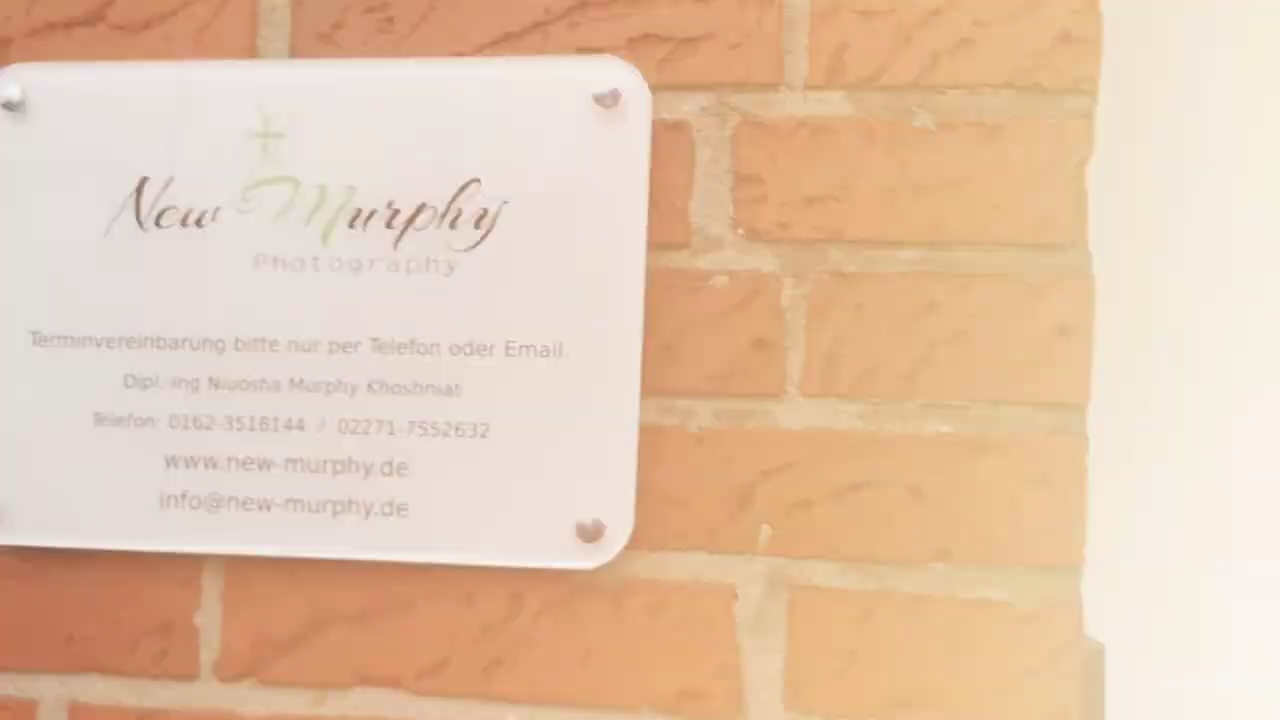 New Murphy
Photography
Terminvereinbarung bitte nur per Telefon oder Email.
Dipl.-Ing Niuosha Murphy Khoshniat
Telefon: 0162-3518144 / 02271-7552632
www.new-murphy.de
info@new-murphy.de